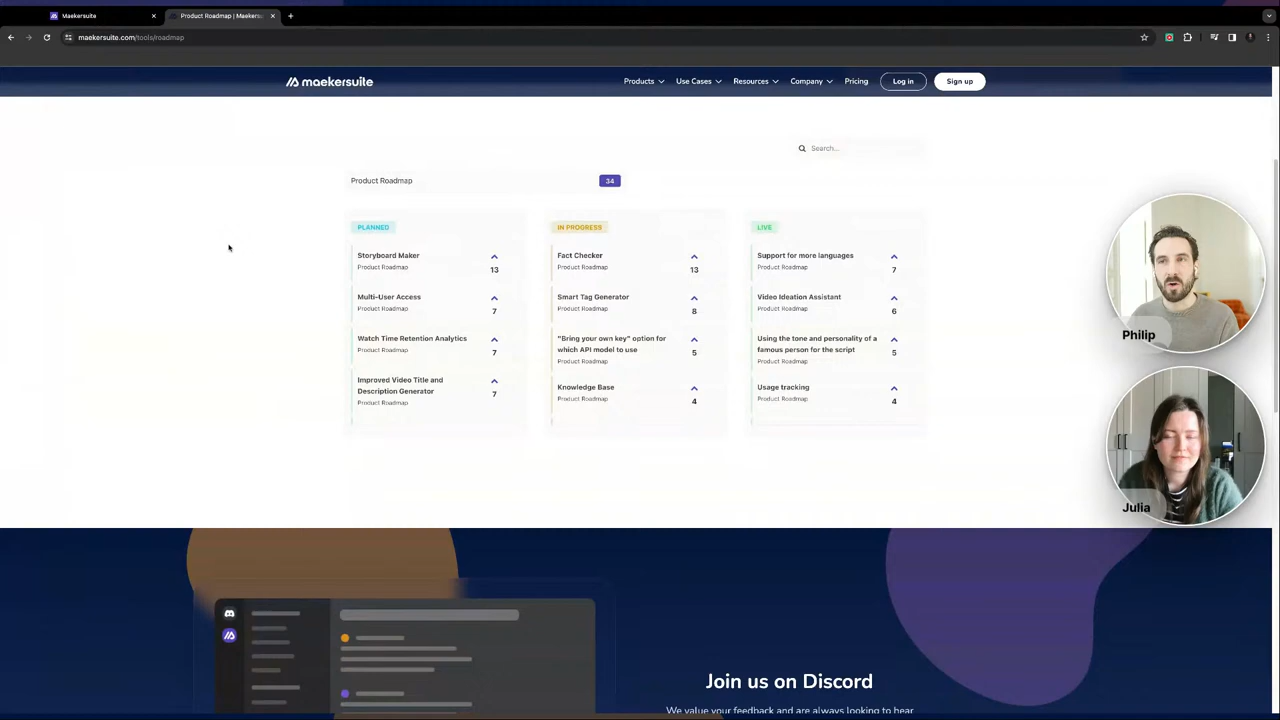 Maekersuite
Product Roadmap | Maekersu
maekersuite.com/tools/roadmap
maekersuite
Products
Use Cases
Resources
Company
Pricing
Log in
Sign up
Search...
Product Roadmap
34
PLANNED
Storyboard Maker
Product Roadmap
13
Multi-User Access
Product Roadmap
7
Watch Time Retention Analytics
Product Roadmap
7
Improved Video Title and
Description Generator
Product Roadmap
7
IN PROGRESS
Fact Checker
Product Roadmap
13
Smart Tag Generator
Product Roadmap
8
"Bring your own key" option for
which API model to use
Product Roadmap
5
Knowledge Base
Product Roadmap
4
LIVE
Support for more languages
Product Roadmap
7
Video Ideation Assistant
Product Roadmap
6
Using the tone and personality of a
famous person for the script
Product Roadmap
5
Usage tracking
Product Roadmap
4
Philip
Julia
Join us on Discord
We value your feedback and are always looking to hear